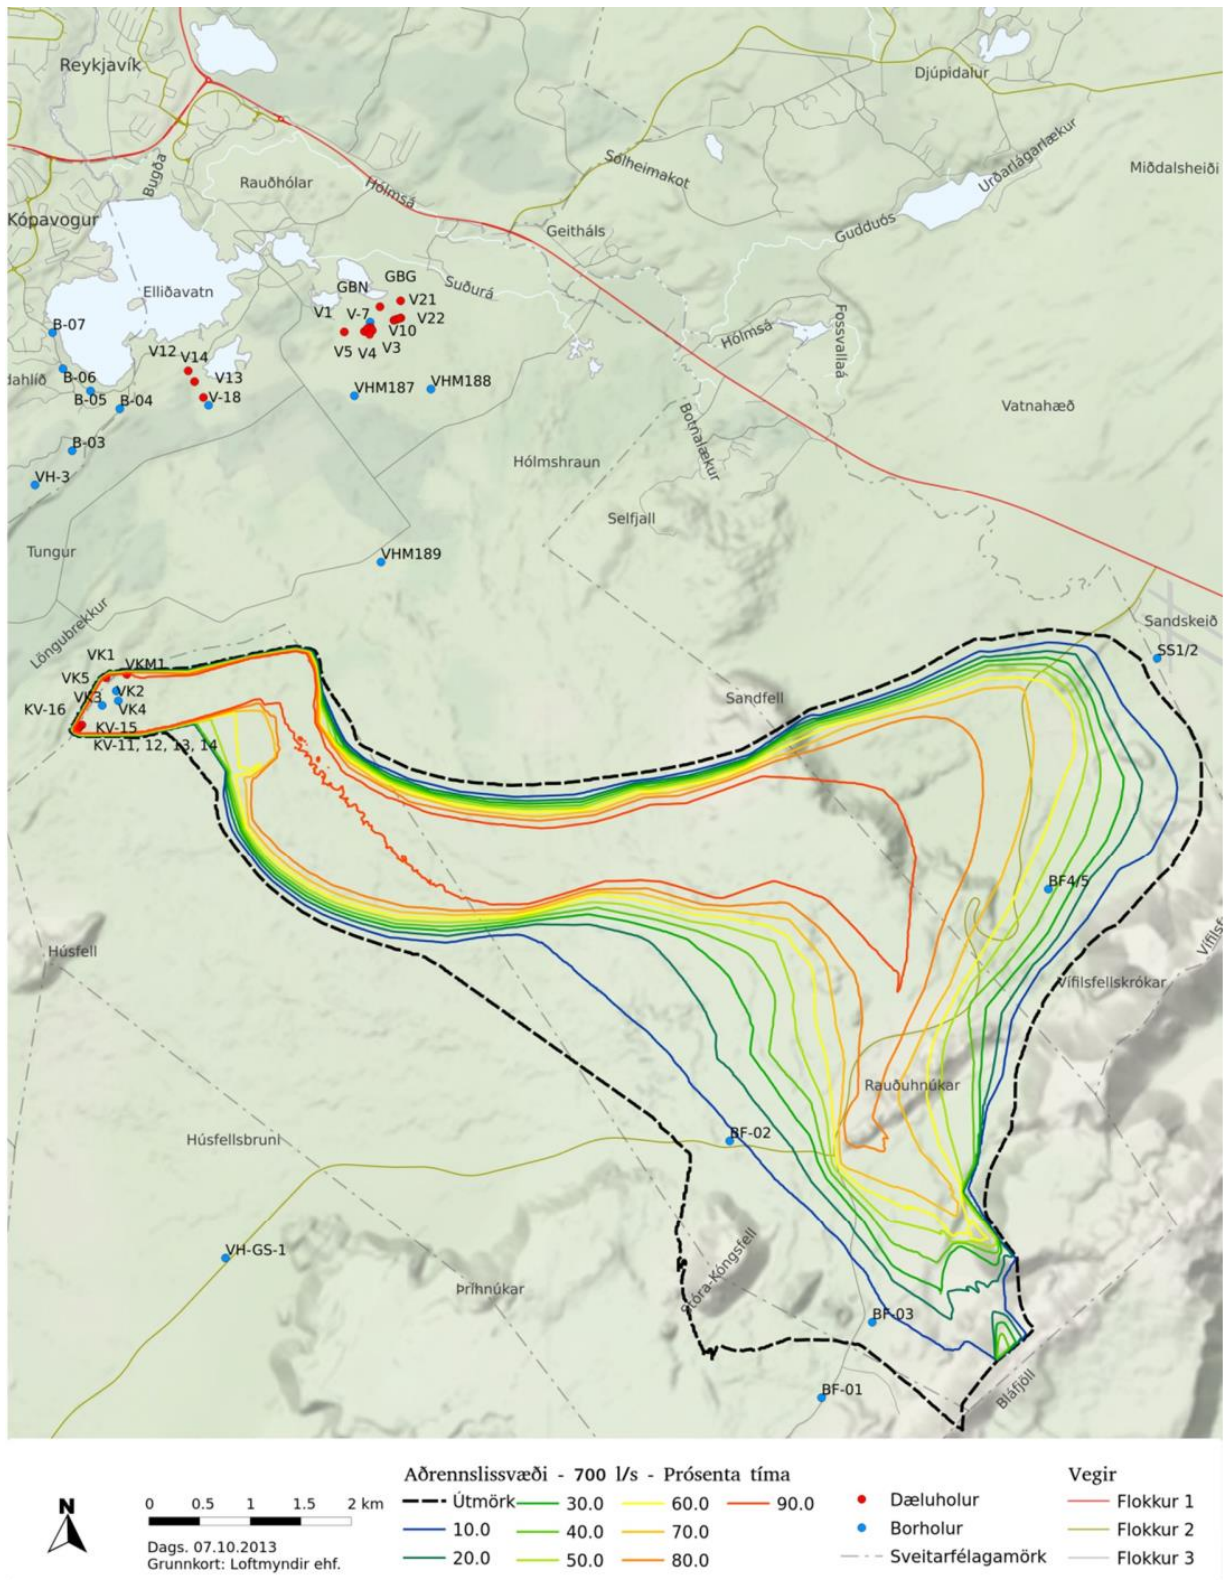 Reykjavík
Djúpidalur
Bugða
Rauðhólar
Hólmsá
Sólheimakot
Urðarlágarlækur
Miðdalsheiði
Kópavogur
Geitháls
Gudduós
Elliðavatn
GBN
GBG
Suðurá
V1
V-7
V21
V22
V10
V5
V4
V3
Hólmsá
Fossvallaá
B-07
V12
V14
V13
V-18
B-06
dahlíð
B-05
B-04
VHM187
VHM188
Vatnahæð
Botnalækur
B-03
Hólmshraun
VH-3
Selfjall
Tungur
VHM189
Löngubrekkur
Sandskeið
SS1/2
VK1
VKM1
VK5
VK2
VK3
VK4
KV-16
KV-15
KV-11, 12, 13, 14
Sandfell
BF4/5
Húsfell
Vífilsf
Vífilsfellskrókar
Rauðuhnúkar
Húsfellsbruni
BF-02
VH-GS-1
Þríhnúkar
Stóra-Kóngsfell
BF-03
BF-01
Bláfjöll
N
0 0.5 1 1.5 2 km
Dags. 07.10.2013
Grunnkort: Loftmyndir ehf.
Aðrennslissvæði - 700 l/s - Prósenta tíma
Útmörk
10.0
20.0
30.0
40.0
50.0
60.0
70.0
80.0
90.0
Dæluholur
Borholur
Sveitarfélagamörk
Vegir
Flokkur 1
Flokkur 2
Flokkur 3